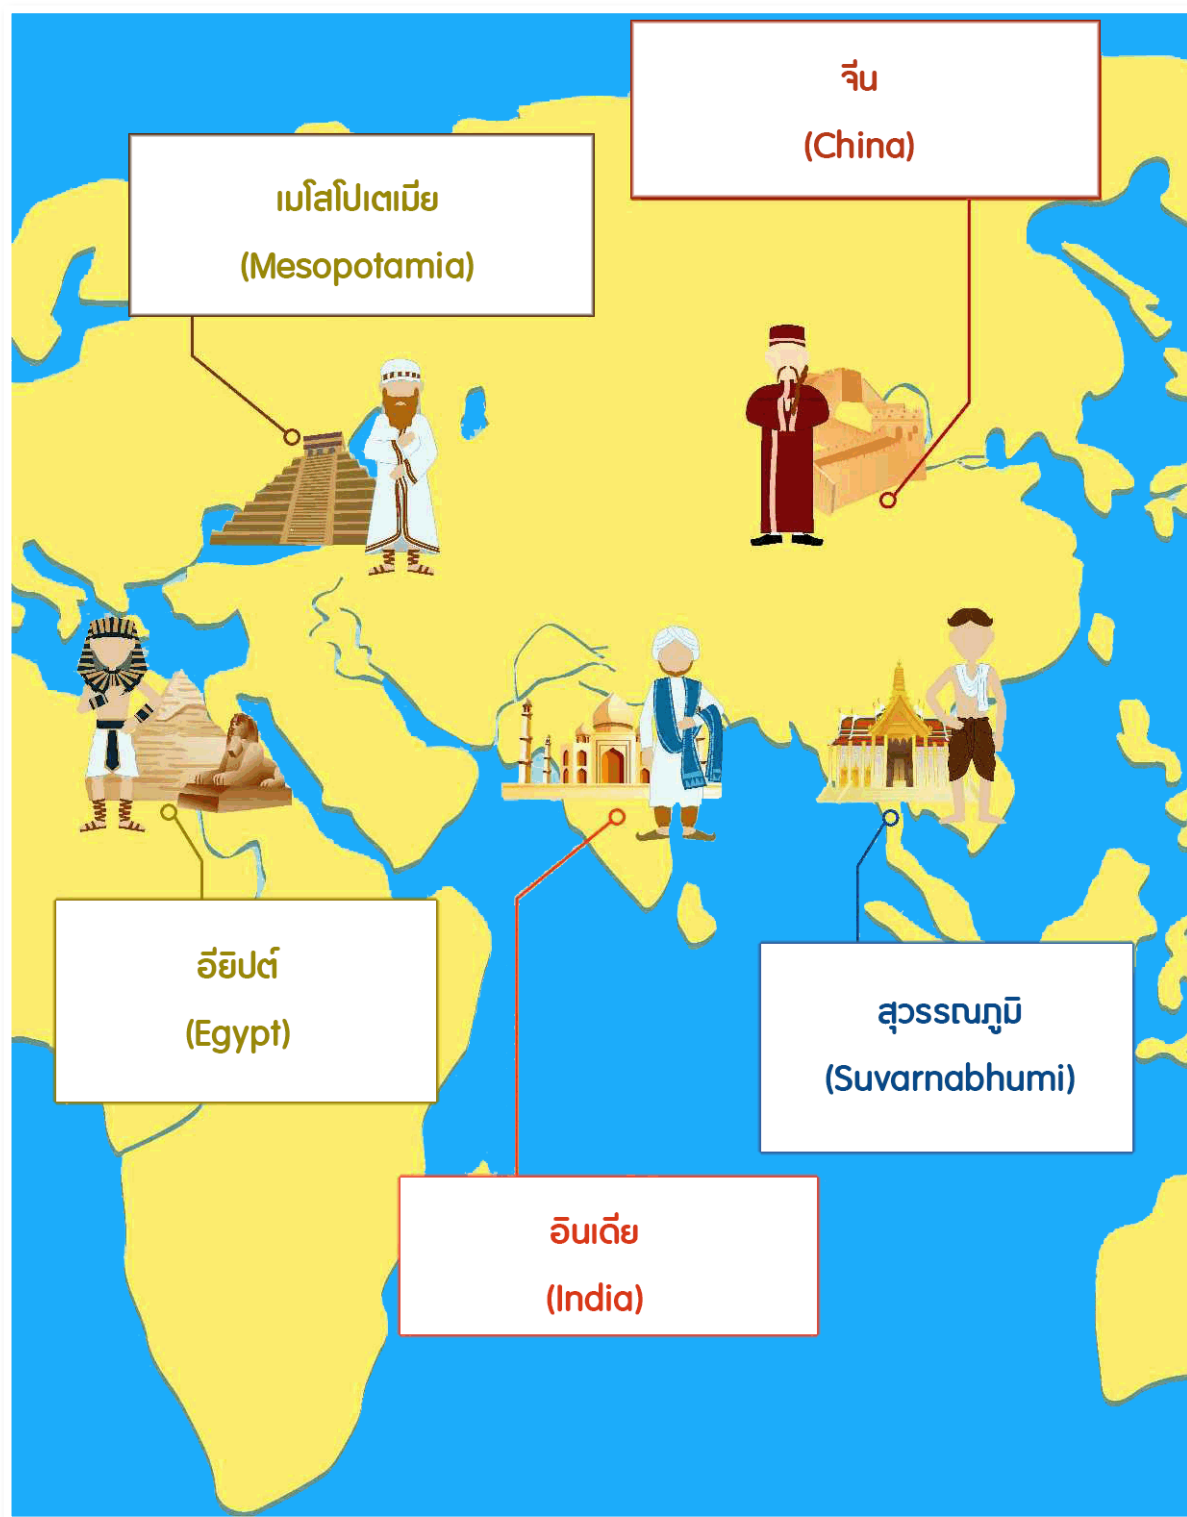 จีน
(China)
เมโสโปเตเมีย
(Mesopotamia)
อียิปต์
(Egypt)
สุวรรณภูมิ
(Suvarnabhumi)
อินเดีย
(India)